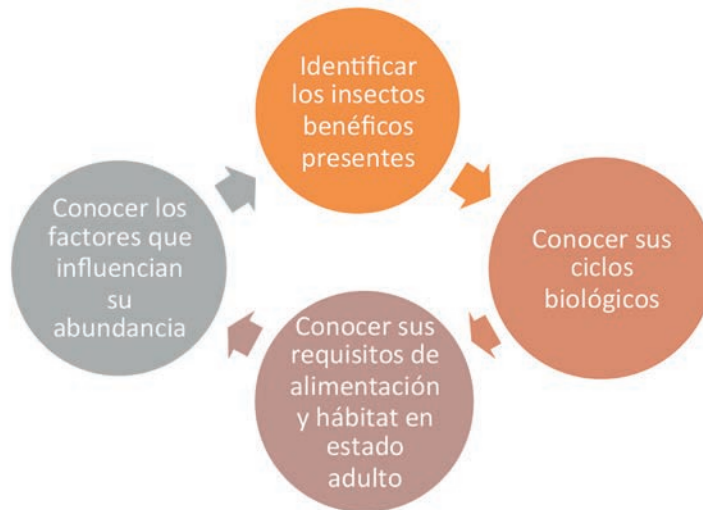 Identificar
los insectos
benéficos
presentes
Conocer sus
ciclos
biológicos
Conocer sus
requisitos de
alimentación
y hábitat en
estado
adulto
Conocer los
factores que
influencian
su
abundancia